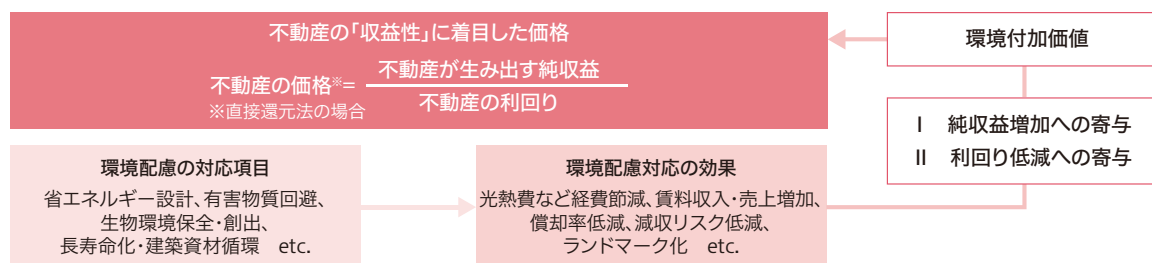 不動産の「収益性」に着目した価格
不動産の価格※=
不動産が生み出す純収益
不動産の利回り
※直接還元法の場合
環境付加価値
I 純収益増加への寄与
II 利回り低減への寄与
環境配慮の対応項目
省エネルギー設計、有害物質回避、
生物環境保全・創出、
長寿命化・建築資材循環 etc.
環境配慮対応の効果
光熱費など経費節減、賃料収入・売上増加、
償却率低減、減収リスク低減、
ランドマーク化 etc.